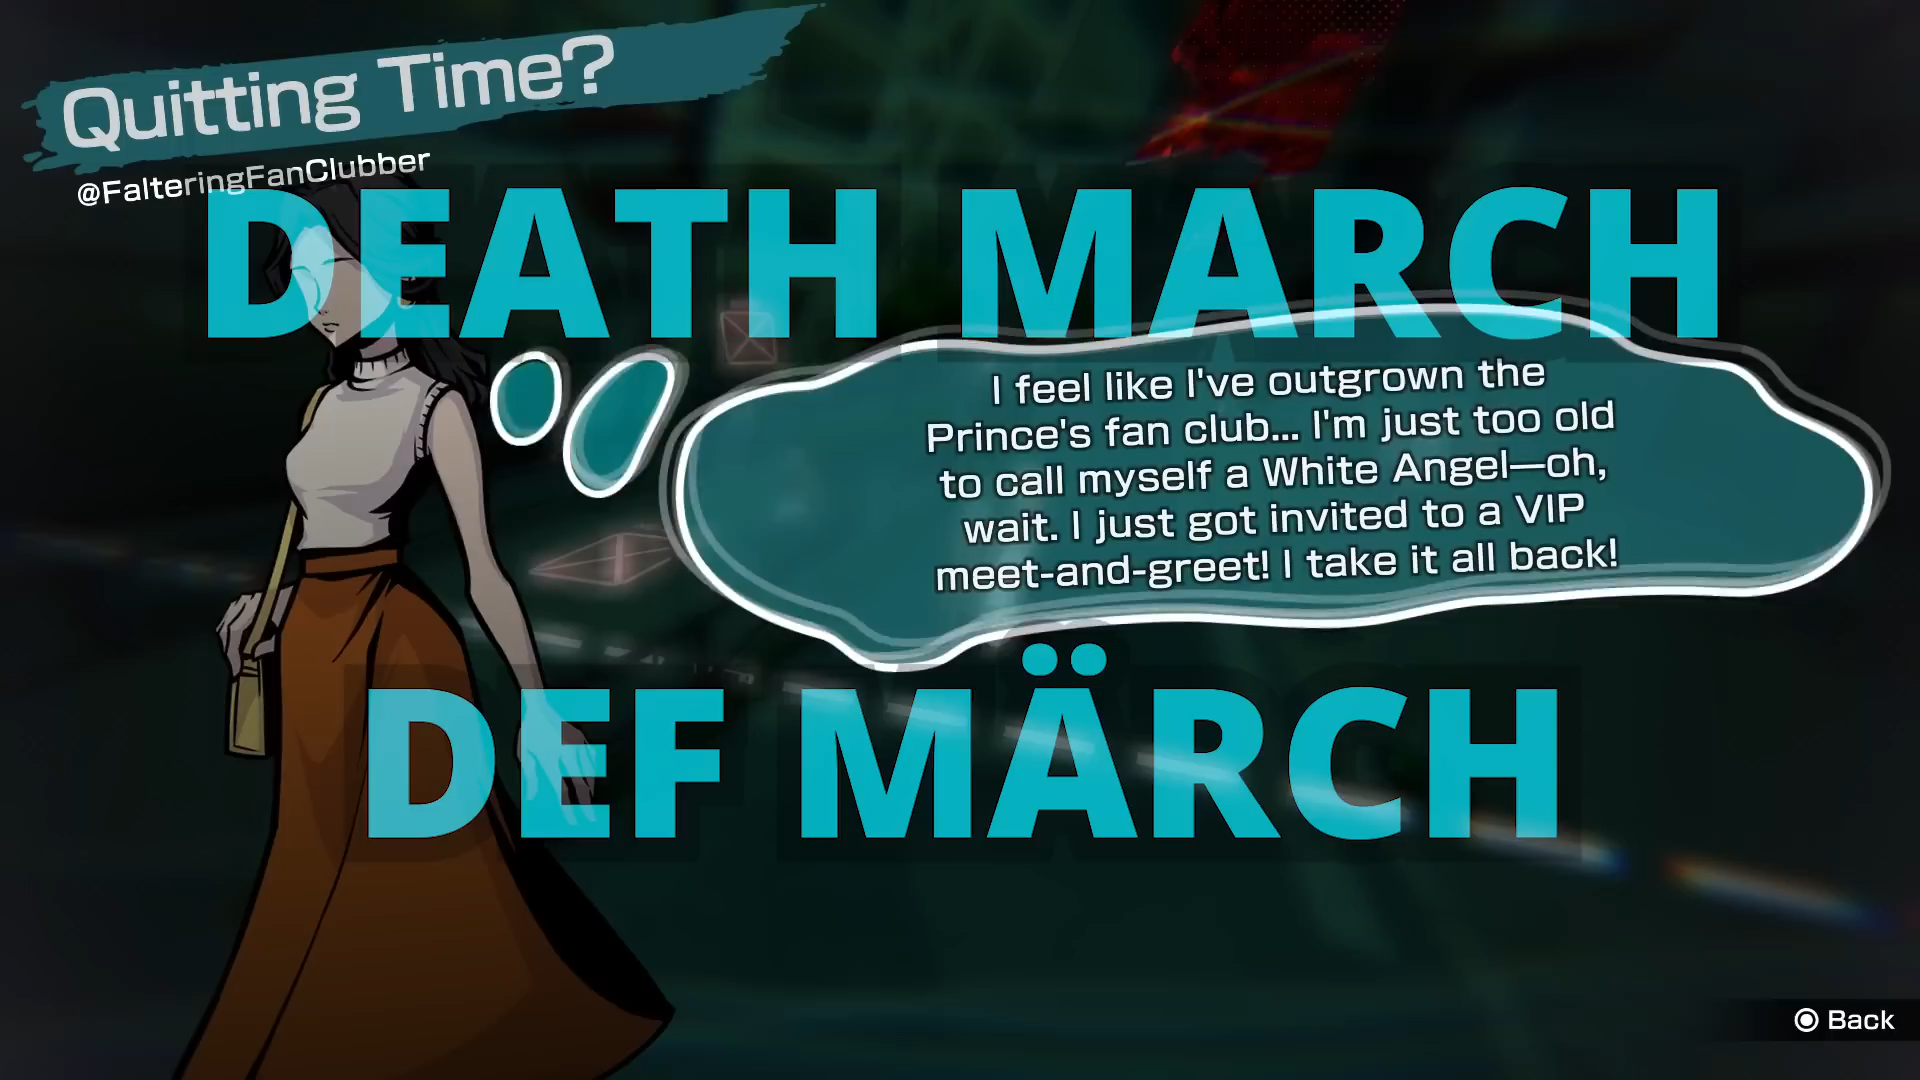 Quitting Time?
@FalteringFanClubber
DEATH MARCH
I feel like I've outgrown the
Prince's fan club... I'm just too old
to call myself a White Angel—oh,
wait. I just got invited to a VIP
meet-and-greet! I take it all back!
DEF MÄRCH
Back